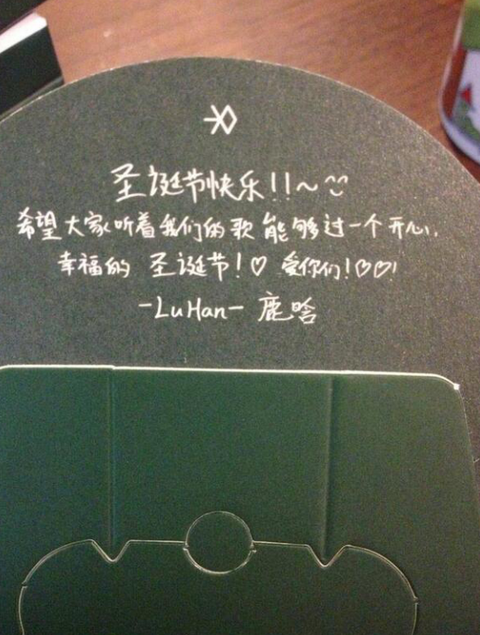 EXO
圣诞节快乐!!~^^
希望大家听着我们的歌能够过一个开心,
幸福的 圣诞节!♡ 爱你们!♡♡!
-LuHan- 鹿晗